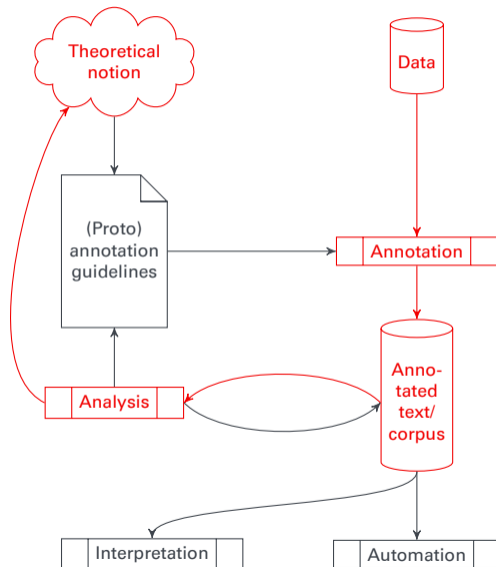 Theoretical
notion
Data
(Proto)
annotation
guidelines
Annotation
Anno-
tated
text/
corpus
Analysis
Interpretation
Automation